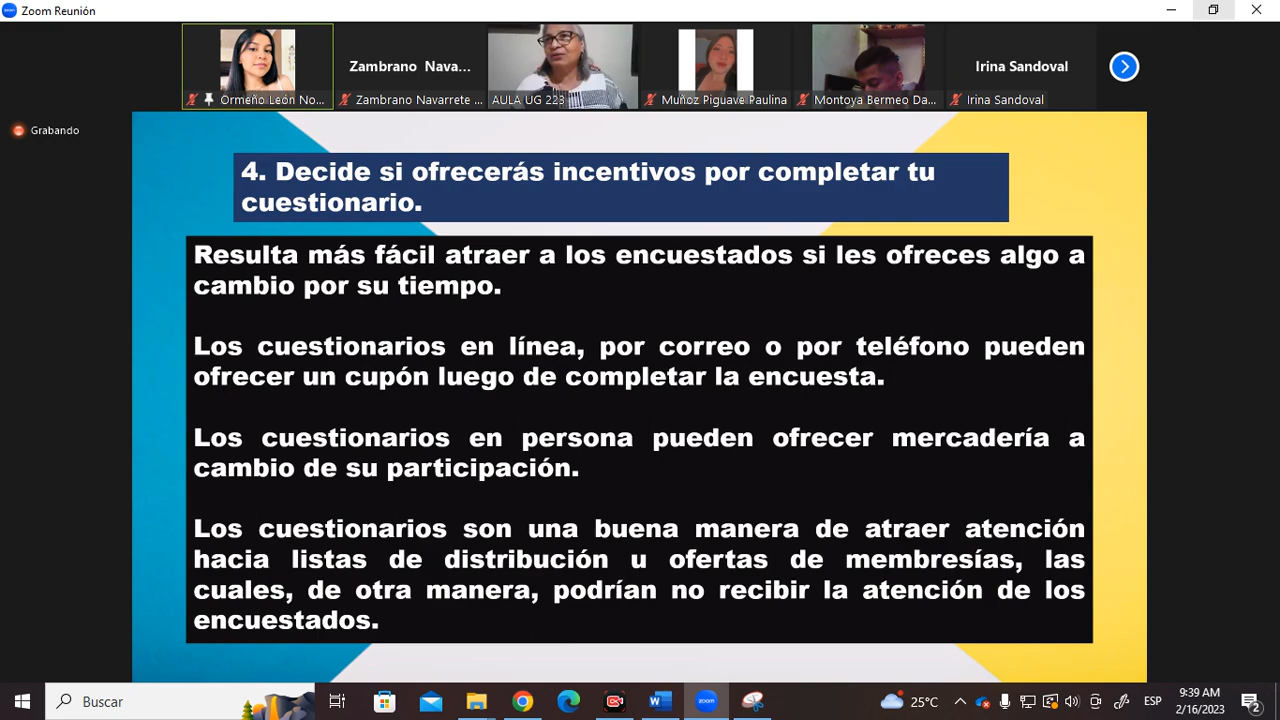 Zoom Reunión
Zambrano Nava...
Irina Sandoval
Ormeño León No...
Zambrano Navarrete ...
AULA UG 223
Muñoz Piguave Paulina
Montoya Bermeo Da...
Irina Sandoval
Grabando
4. Decide si ofrecerás incentivos por completar tu
cuestionario.
Resulta más fácil atraer a los encuestados si les ofreces algo a
cambio por su tiempo.
Los cuestionarios en línea, por correo o por teléfono pueden
ofrecer un cupón luego de completar la encuesta.
Los cuestionarios en persona pueden ofrecer mercadería a
cambio de su participación.
Los cuestionarios son una buena manera de atraer atención
hacia listas de distribución u ofertas de membresías, las
cuales, de otra manera, podrían no recibir la atención de los
encuestados.
Buscar
25°C
ESP
9:39 AM
2/16/2023
2